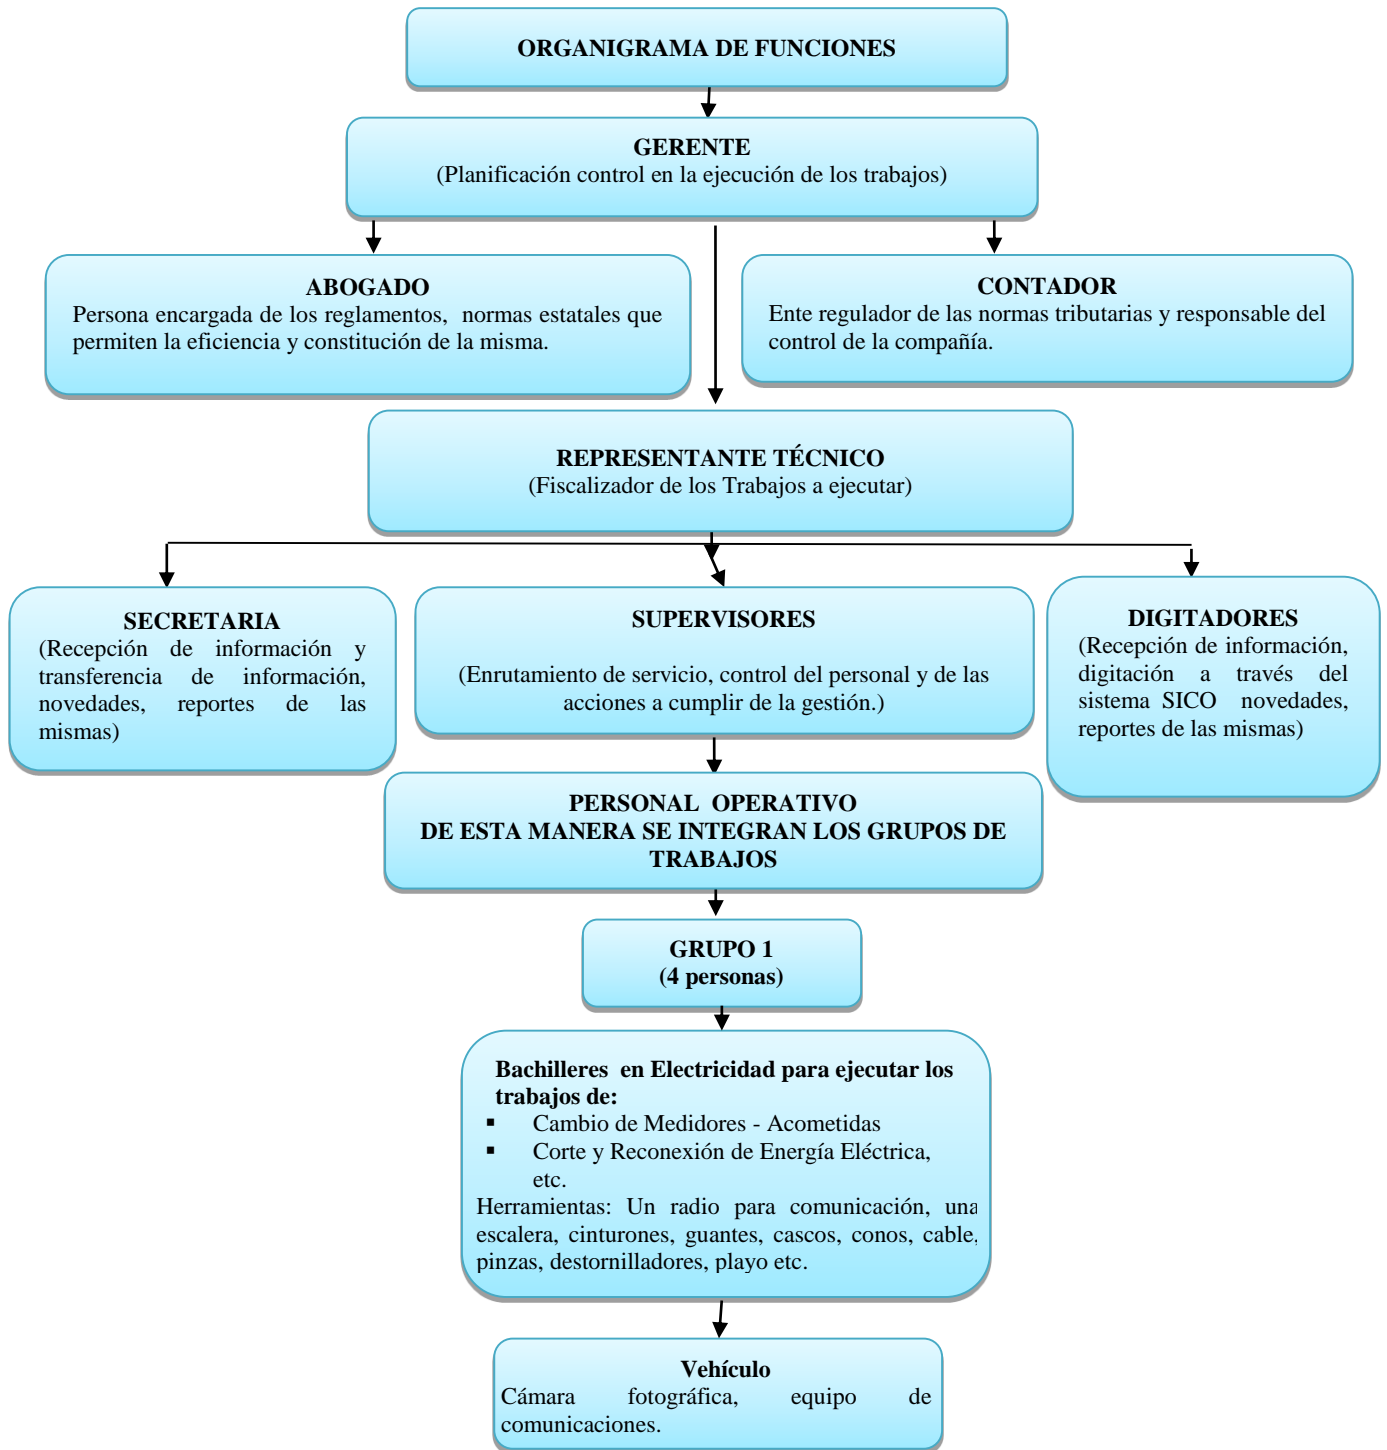 ORGANIGRAMA DE FUNCIONES
GERENTE
(Planificación control en la ejecución de los trabajos)
ABOGADO
Persona encargada de los reglamentos, normas estatales que
permiten la eficiencia y constitución de la misma.
CONTADOR
Ente regulador de las normas tributarias y responsable del
control de la compañía.
REPRESENTANTE TÉCNICO
(Fiscalizador de los Trabajos a ejecutar)
SECRETARIA
(Recepción de información y
transferencia de información,
novedades, reportes de las
mismas)
SUPERVISORES
(Enrutamiento de servicio, control del personal y de las
acciones a cumplir de la gestión.)
DIGITADORES
(Recepción de información,
digitación a través del
sistema SICO novedades,
reportes de las mismas)
PERSONAL OPERATIVO
DE ESTA MANERA SE INTEGRAN LOS GRUPOS DE
TRABAJOS
GRUPO 1
(4 personas)
Bachilleres en Electricidad para ejecutar los
trabajos de:
▪ Cambio de Medidores - Acometidas
▪ Corte y Reconexión de Energía Eléctrica,
etc.
Herramientas: Un radio para comunicación, una
escalera, cinturones, guantes, cascos, conos, cable,
pinzas, destornilladores, playo etc.
Vehículo
Cámara fotográfica, equipo de
comunicaciones.